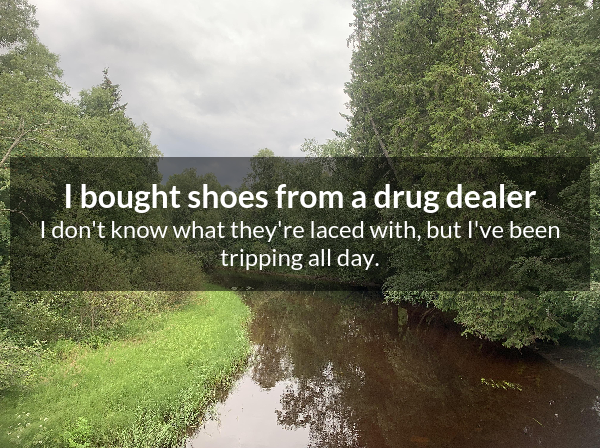 I bought shoes from a drug dealer
I don't know what they're laced with, but I've been
tripping all day.